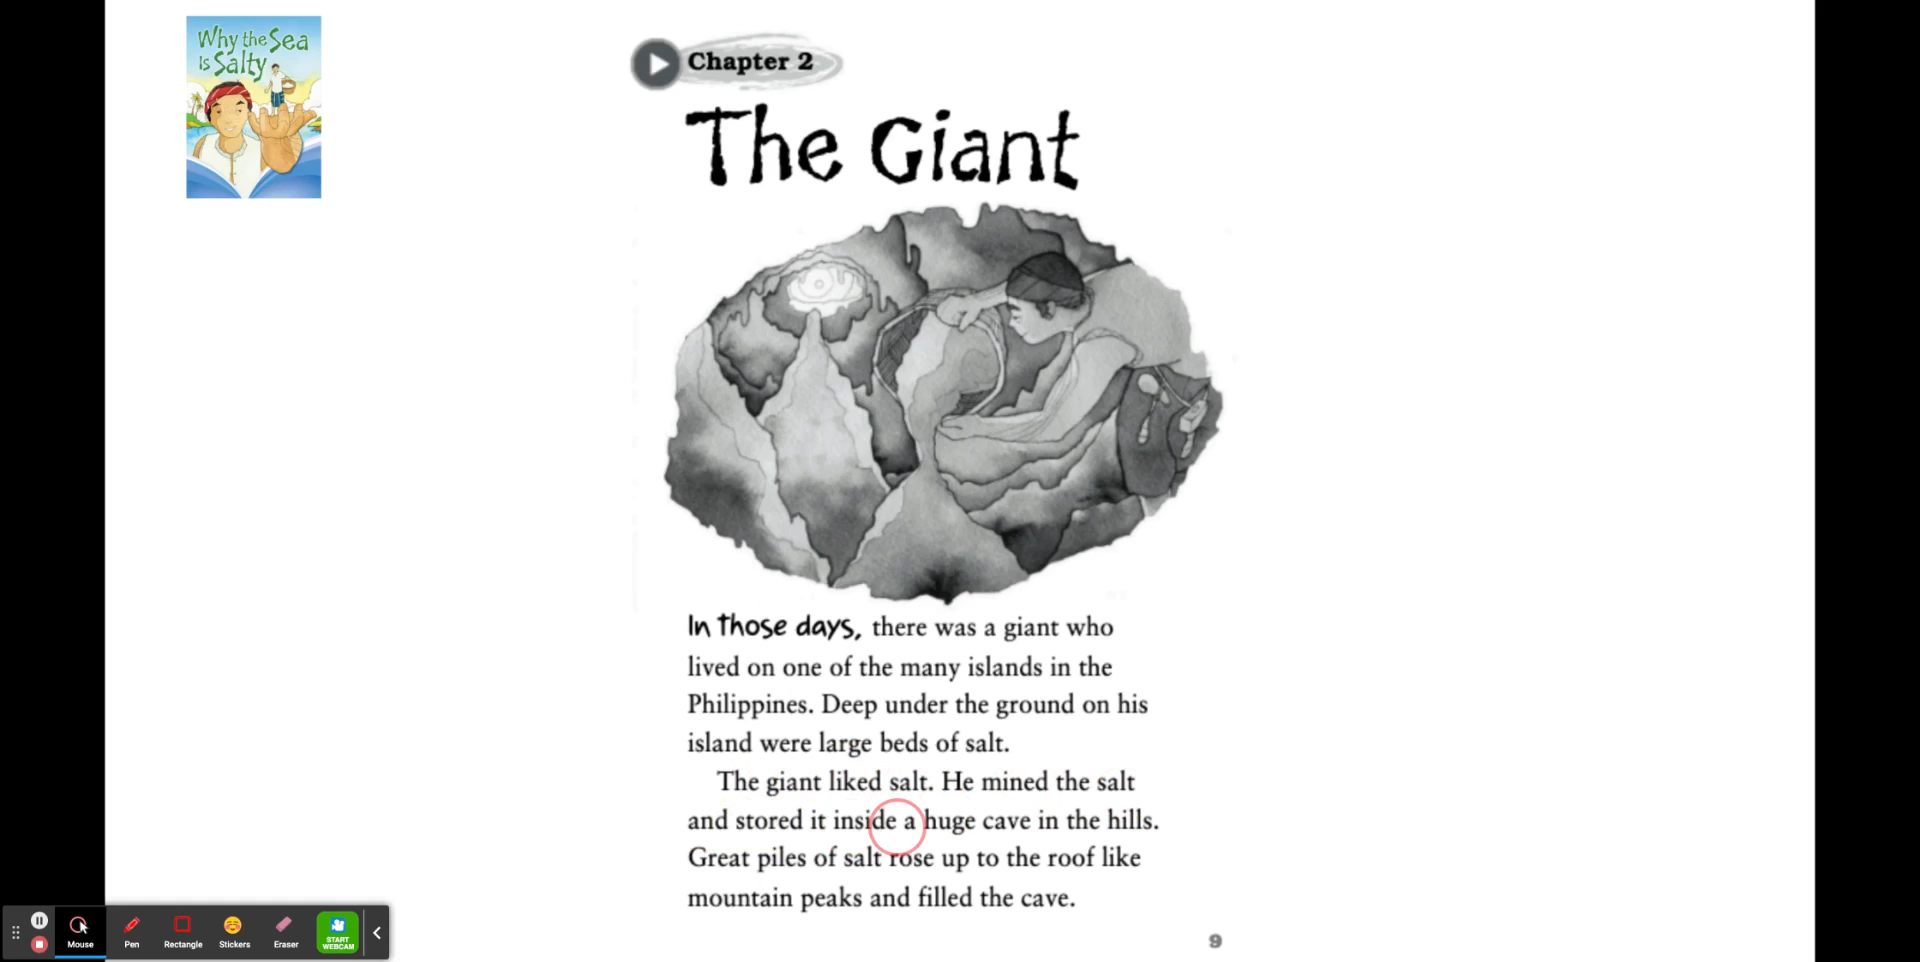 Why the Sea
Is Salty
Chapter 2
The Giant
In those days, there was a giant who
lived on one of the many islands in the
Philippines. Deep under the ground on his
island were large beds of salt.
The giant liked salt. He mined the salt
and stored it inside a huge cave in the hills.
Great piles of salt rose up to the roof like
mountain peaks and filled the cave.
9
Mouse
Pen
Rectangle
Stickers
Eraser
START
WEBCAM